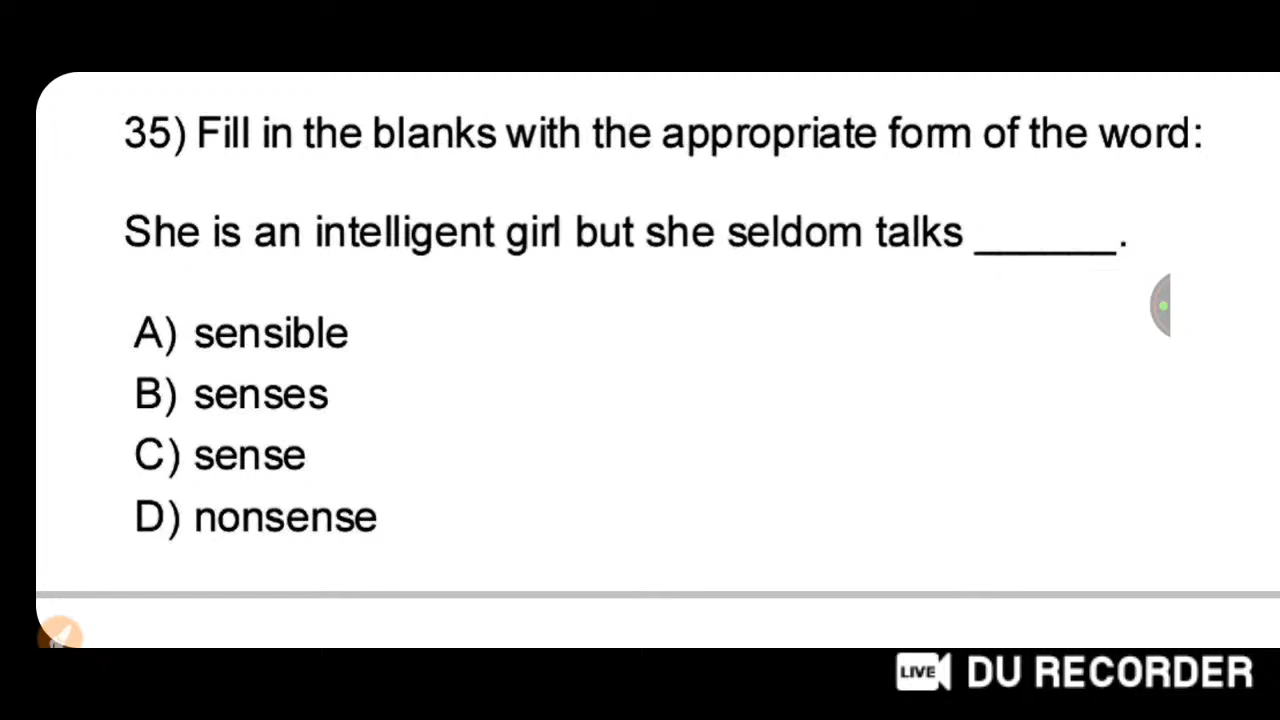 35) Fill in the blanks with the appropriate form of the word:
She is an intelligent girl but she seldom talks ______.
A) sensible
B) senses
C) sense
D) nonsense
LIVE DU RECORDER